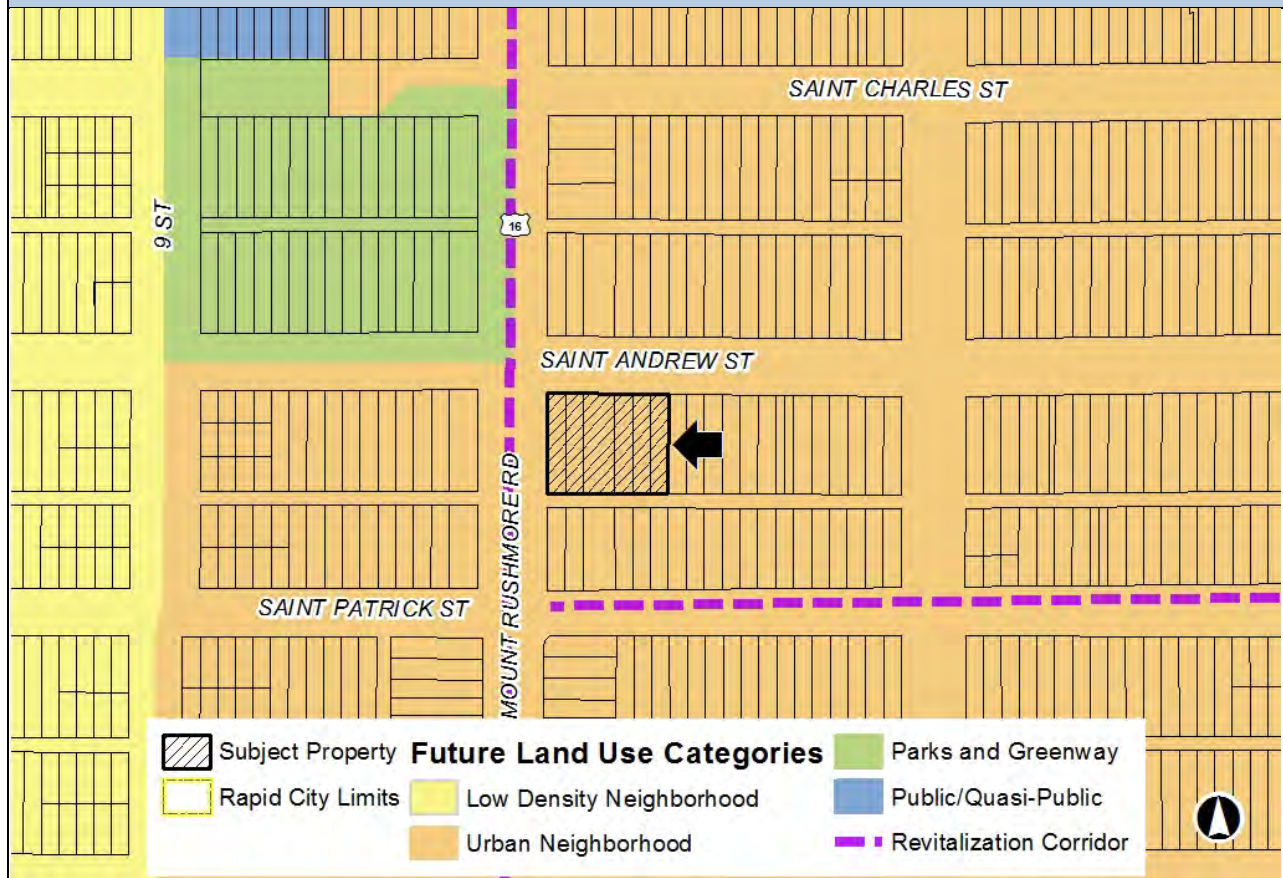 SAINT CHARLES ST
9 ST
16
SAINT ANDREW ST
MOUNT RUSHMORE RD
SAINT PATRICK ST
Subject Property
Rapid City Limits
Future Land Use Categories
Low Density Neighborhood
Urban Neighborhood
Parks and Greenway
Public/Quasi-Public
Revitalization Corridor